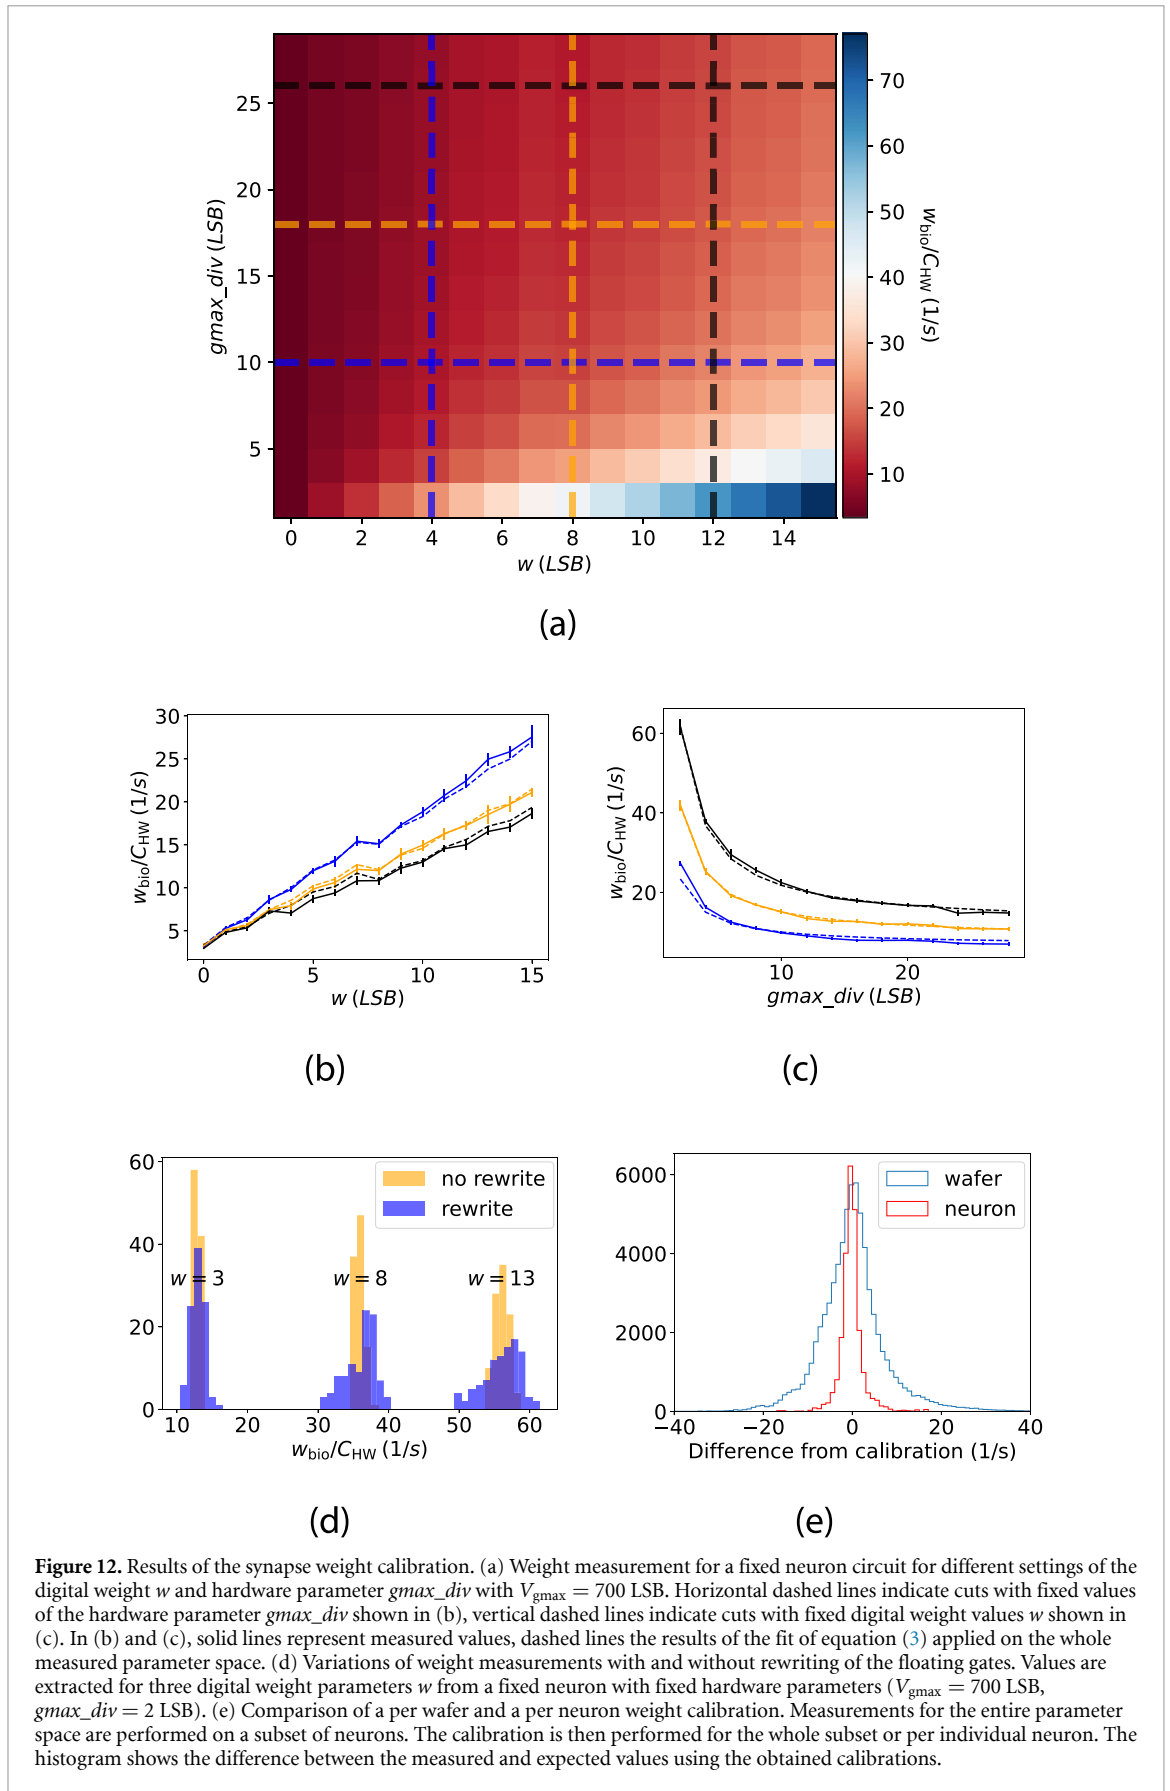 25
20
15
10
5
gmax_div (LSB)
0 2 4 6 8 10 12 14
w (LSB)
70
60
50
40
30
20
10
w_bio/C_HW (1/s)
(a)
30
25
20
15
10
5
w_bio/C_HW (1/s)
0 5 10 15
w (LSB)
(b)
60
40
20
w_bio/C_HW (1/s)
10 20
gmax_div (LSB)
(c)
60
40
20
0
no rewrite
rewrite
w = 3 w = 8 w = 13
10 20 30 40 50 60
w_bio/C_HW (1/s)
(d)
6000
4000
2000
0
wafer
neuron
−40 −20 0 20 40
Difference from calibration (1/s)
(e)
Figure 12. Results of the synapse weight calibration. (a) Weight measurement for a fixed neuron circuit for different settings of the
digital weight w and hardware parameter gmax_div with V_gmax = 700 LSB. Horizontal dashed lines indicate cuts with fixed values
of the hardware parameter gmax_div shown in (b), vertical dashed lines indicate cuts with fixed digital weight values w shown in
(c). In (b) and (c), solid lines represent measured values, dashed lines the results of the fit of equation (3) applied on the whole
measured parameter space. (d) Variations of weight measurements with and without rewriting of the floating gates. Values are
extracted for three digital weight parameters w from a fixed neuron with fixed hardware parameters (V_gmax = 700 LSB,
gmax_div = 2 LSB). (e) Comparison of a per wafer and a per neuron weight calibration. Measurements for the entire parameter
space are performed on a subset of neurons. The calibration is then performed for the whole subset or per individual neuron. The
histogram shows the difference between the measured and expected values using the obtained calibrations.